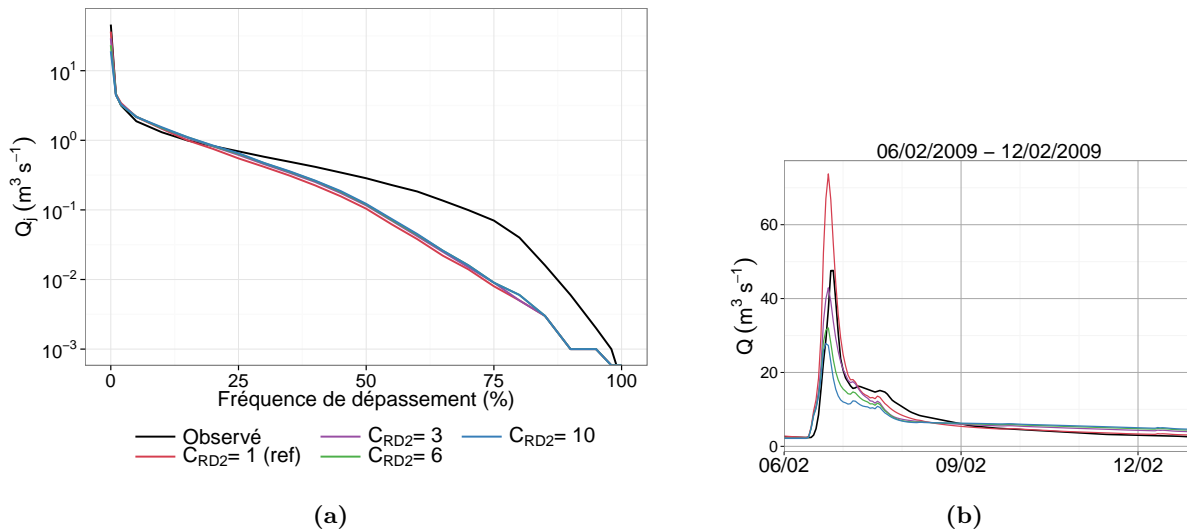 10¹
10⁰
10⁻¹
10⁻²
10⁻³
Qj (m³ s⁻¹)
0 25 50 75 100
Fréquence de dépassement (%)
Observé
CRD2= 1 (ref)
CRD2= 3
CRD2= 6
CRD2= 10
(a)
06/02/2009 − 12/02/2009
60
40
20
0
Q (m³ s⁻¹)
06/02 09/02 12/02
(b)